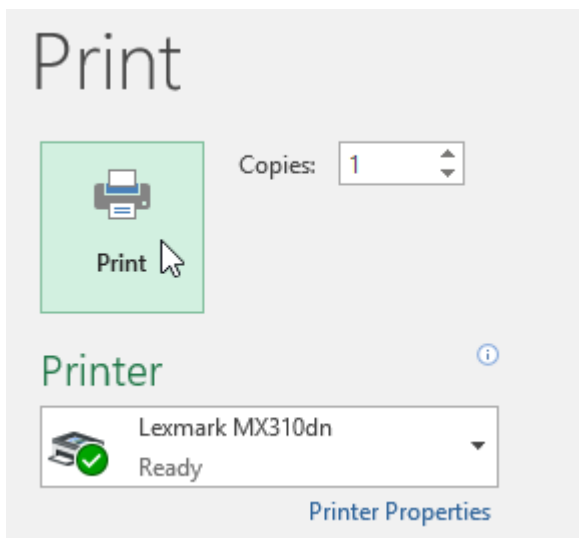 Print
Copies: 1
Print
Printer
Lexmark MX310dn
Ready
Printer Properties